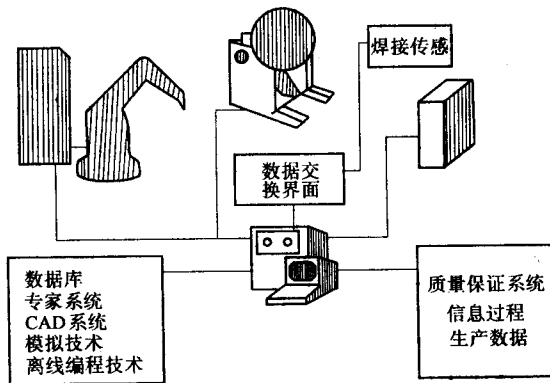 焊接传感
数据交
换界面
数据库
专家系统
CAD系统
模拟技术
离线编程技术
质量保证系统
信息过程
生产数据